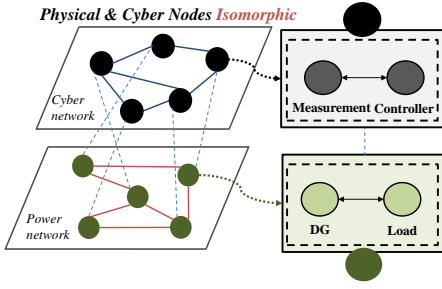 Physical & Cyber Nodes Isomorphic
Cyber
network
Measurement Controller
Power
network
DG Load